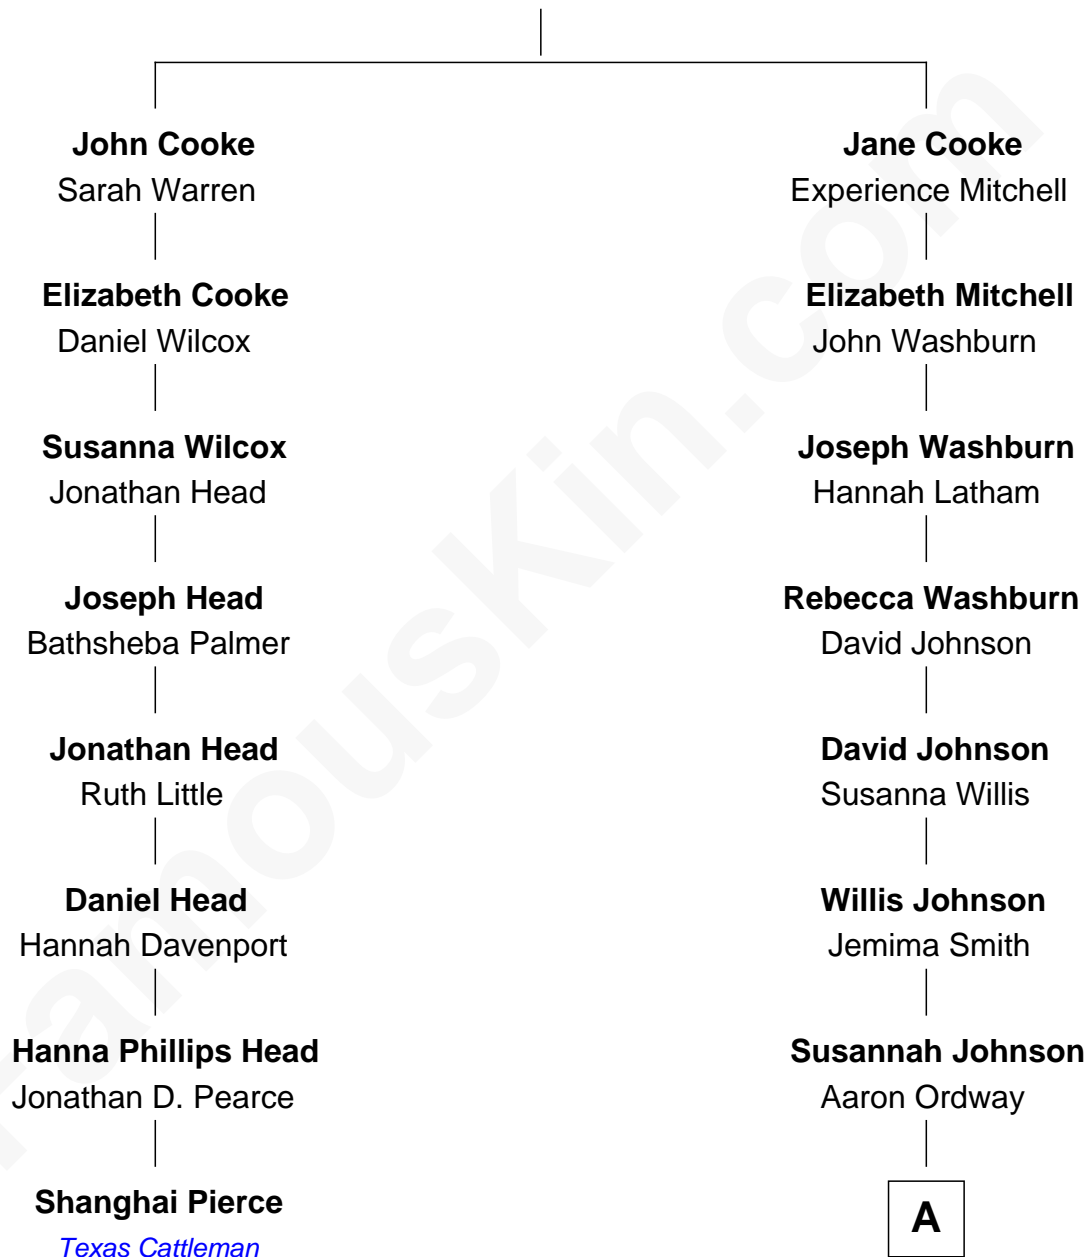 John Cooke
Sarah Warren
Elizabeth Cooke
Daniel Wilcox
Susanna Wilcox
Jonathan Head
Joseph Head
Bathsheba Palmer
Jonathan Head
Ruth Little
Daniel Head
Hannah Davenport
Hanna Phillips Head
Jonathan D. Pearce
Shanghai Pierce
Texas Cattleman
Jane Cooke
Experience Mitchell
Elizabeth Mitchell
John Washburn
Joseph Washburn
Hannah Latham
Rebecca Washburn
David Johnson
David Johnson
Susanna Willis
Willis Johnson
Jemima Smith
Susannah Johnson
Aaron Ordway
A
FamousKin.com